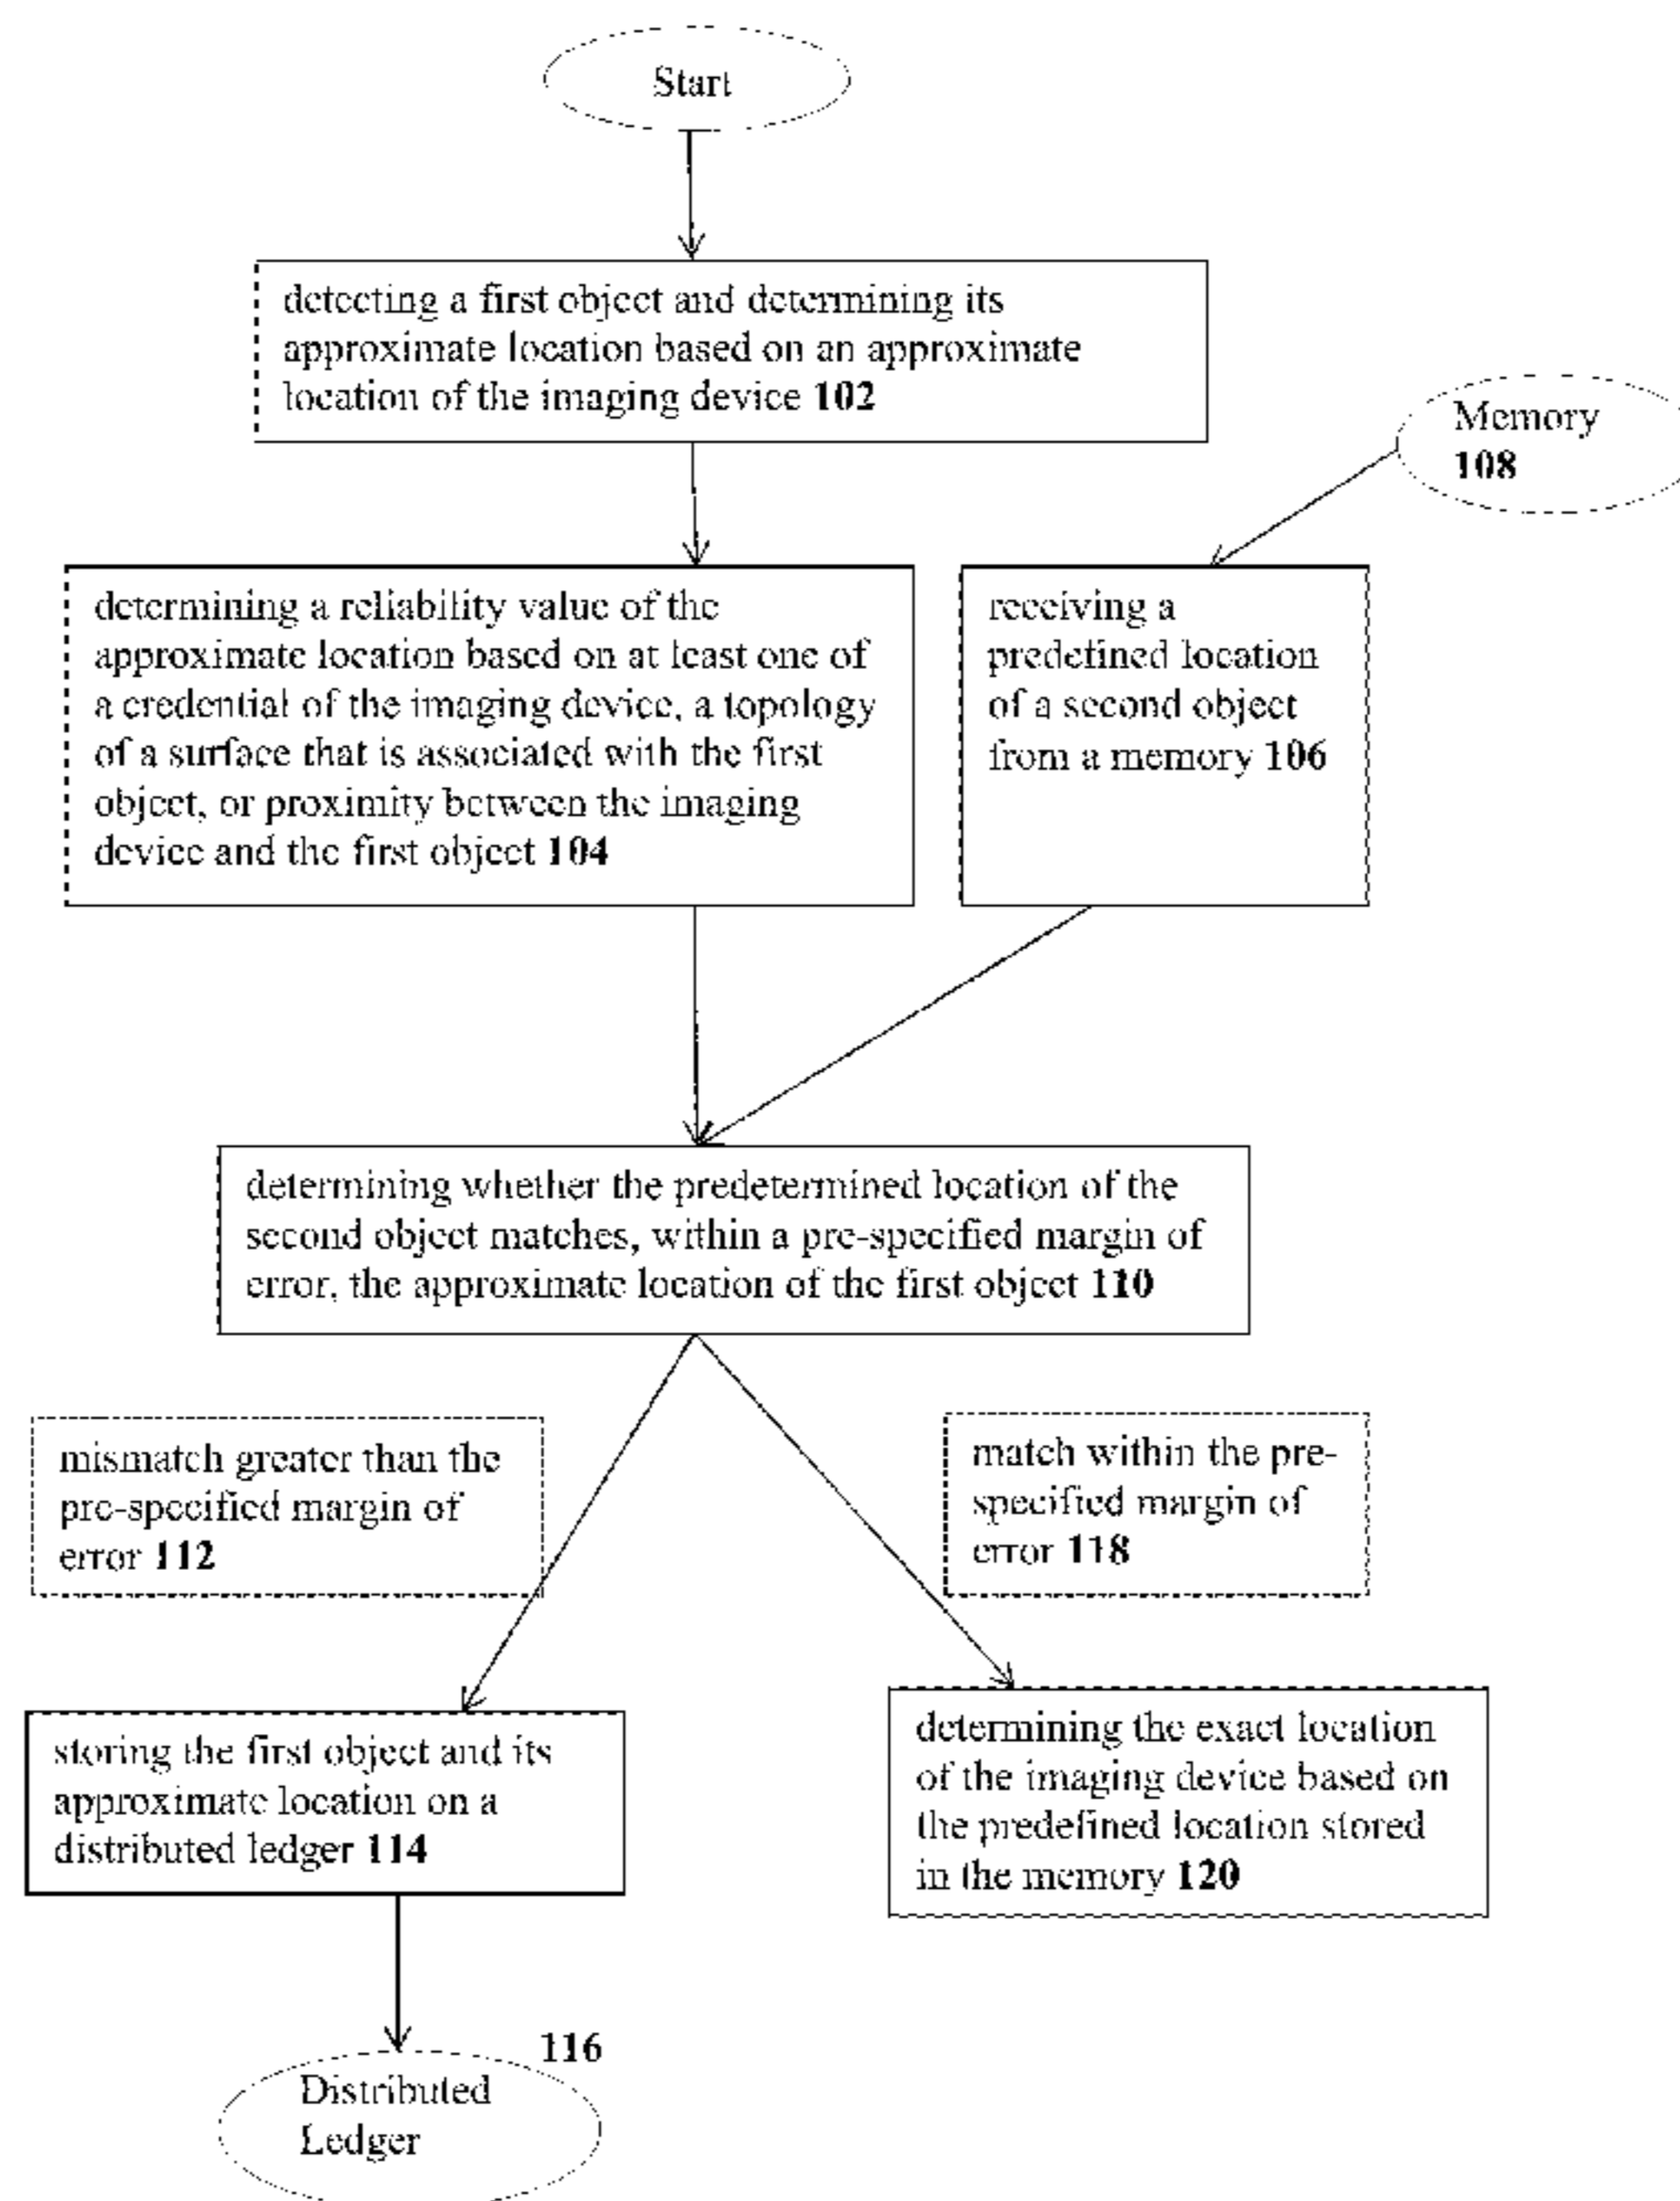 Start
detecting a first object and determining its
approximate location based on an approximate
location of the imaging device 102
Memory
108
determining a reliability value of the
approximate location based on at least one of
a credential of the imaging device, a topology
of a surface that is associated with the first
object, or proximity between the imaging
device and the first object 104
receiving a
predefined location
of a second object
from a memory 106
determining whether the predetermined location of the
second object matches, within a pre-specified margin of
error, the approximate location of the first object 110
mismatch greater than the
pre-specified margin of
error 112
match within the pre-
specified margin of
error 118
storing the first object and its
approximate location on a
distributed ledger 114
determining the exact location
of the imaging device based on
the predefined location stored
in the memory 120
116
Distributed
Ledger